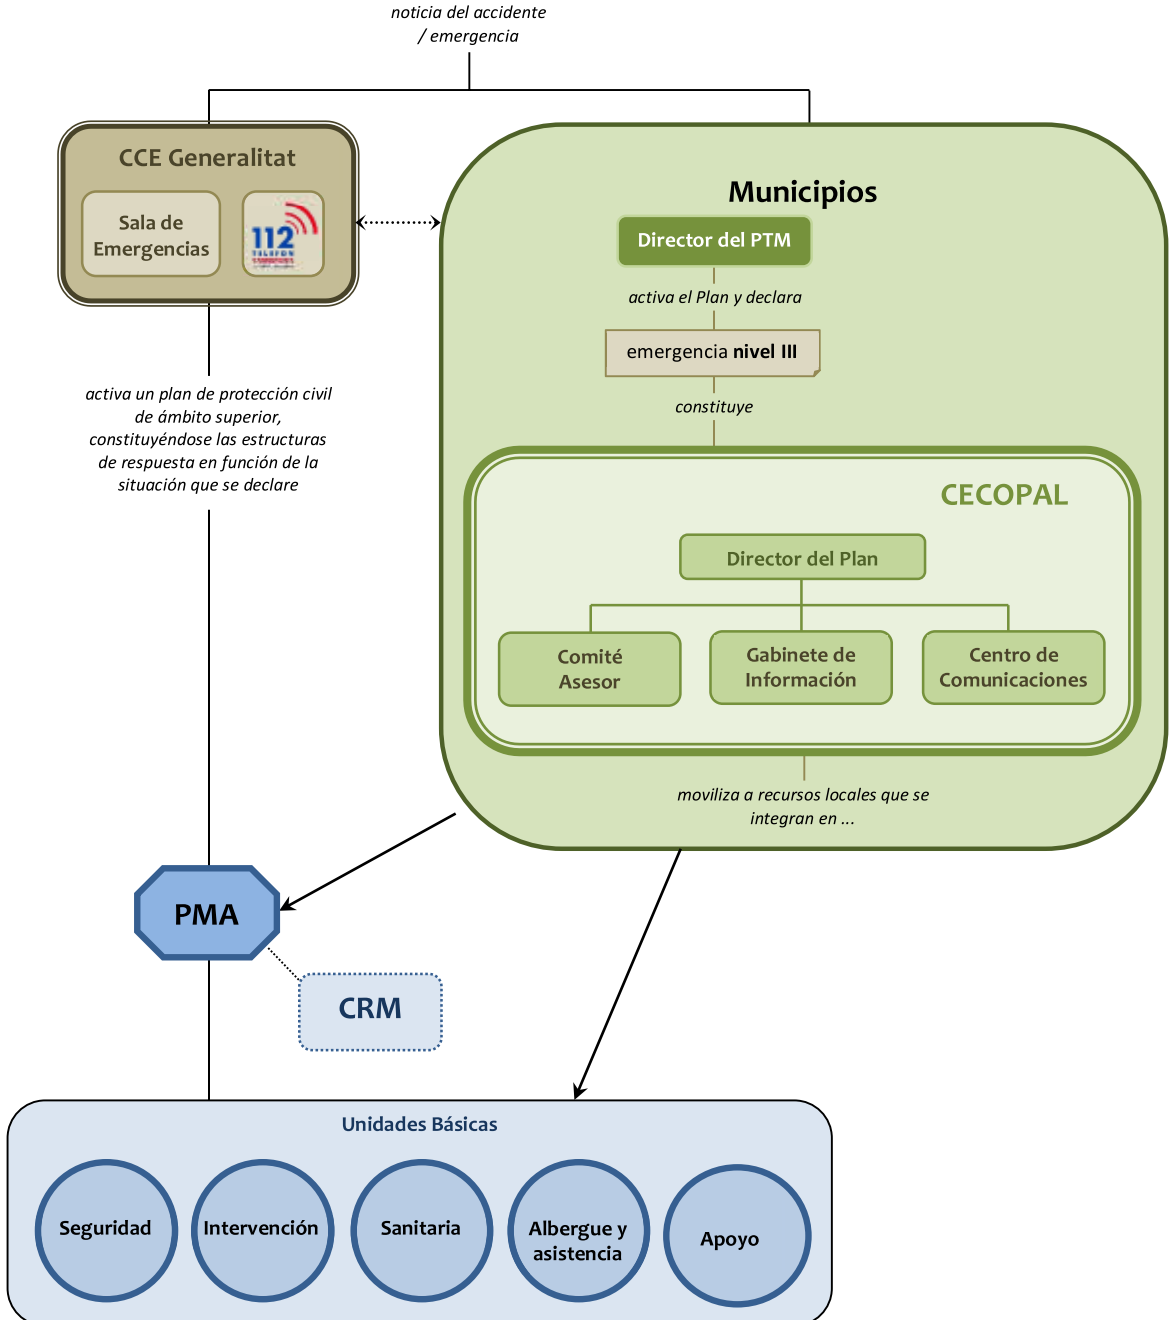 noticia del accidente
/ emergencia
CCE Generalitat
Sala de
Emergencias
112
TELÈFON
Municipios
Director del PTM
activa el Plan y declara
emergencia nivel III
constituye
activa un plan de protección civil
de ámbito superior,
constituyéndose las estructuras
de respuesta en función de la
situación que se declare
CECOPAL
Director del Plan
Comité
Asesor
Gabinete de
Información
Centro de
Comunicaciones
moviliza a recursos locales que se
integran en ...
PMA
CRM
Unidades Básicas
Seguridad
Intervención
Sanitaria
Albergue y
asistencia
Apoyo